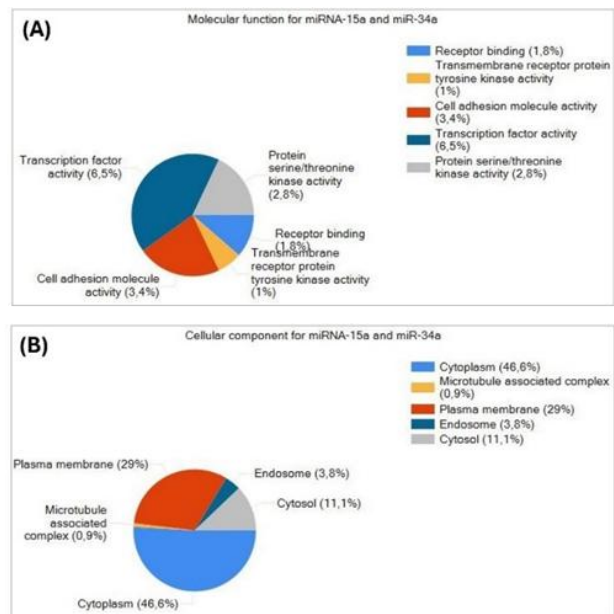 (A)
Molecular function for miRNA-15a and miR-34a
Receptor binding (1,8%)
Transmembrane receptor protein
tyrosine kinase activity
(1%)
Cell adhesion molecule activity
(3,4%)
Transcription factor activity
(6,5%)
Protein serine/threonine
kinase activity (2,8%)
Transcription factor
activity (6,5%)
Protein serine/threonine
kinase activity
(2,8%)
Receptor binding
(1,8%)
Transmembrane
receptor protein
tyrosine kinase activity
(1%)
Cell adhesion molecule
activity (3,4%)
(B)
Cellular component for miRNA-15a and miR-34a
Cytoplasm (46,6%)
Microtubule associated complex
(0,9%)
Plasma membrane (29%)
Endosome (3,8%)
Cytosol (11,1%)
Plasma membrane (29%)
Endosome (3,8%)
Cytosol (11,1%)
Microtubule
associated
complex (0,9%)
Cytoplasm (46,6%)